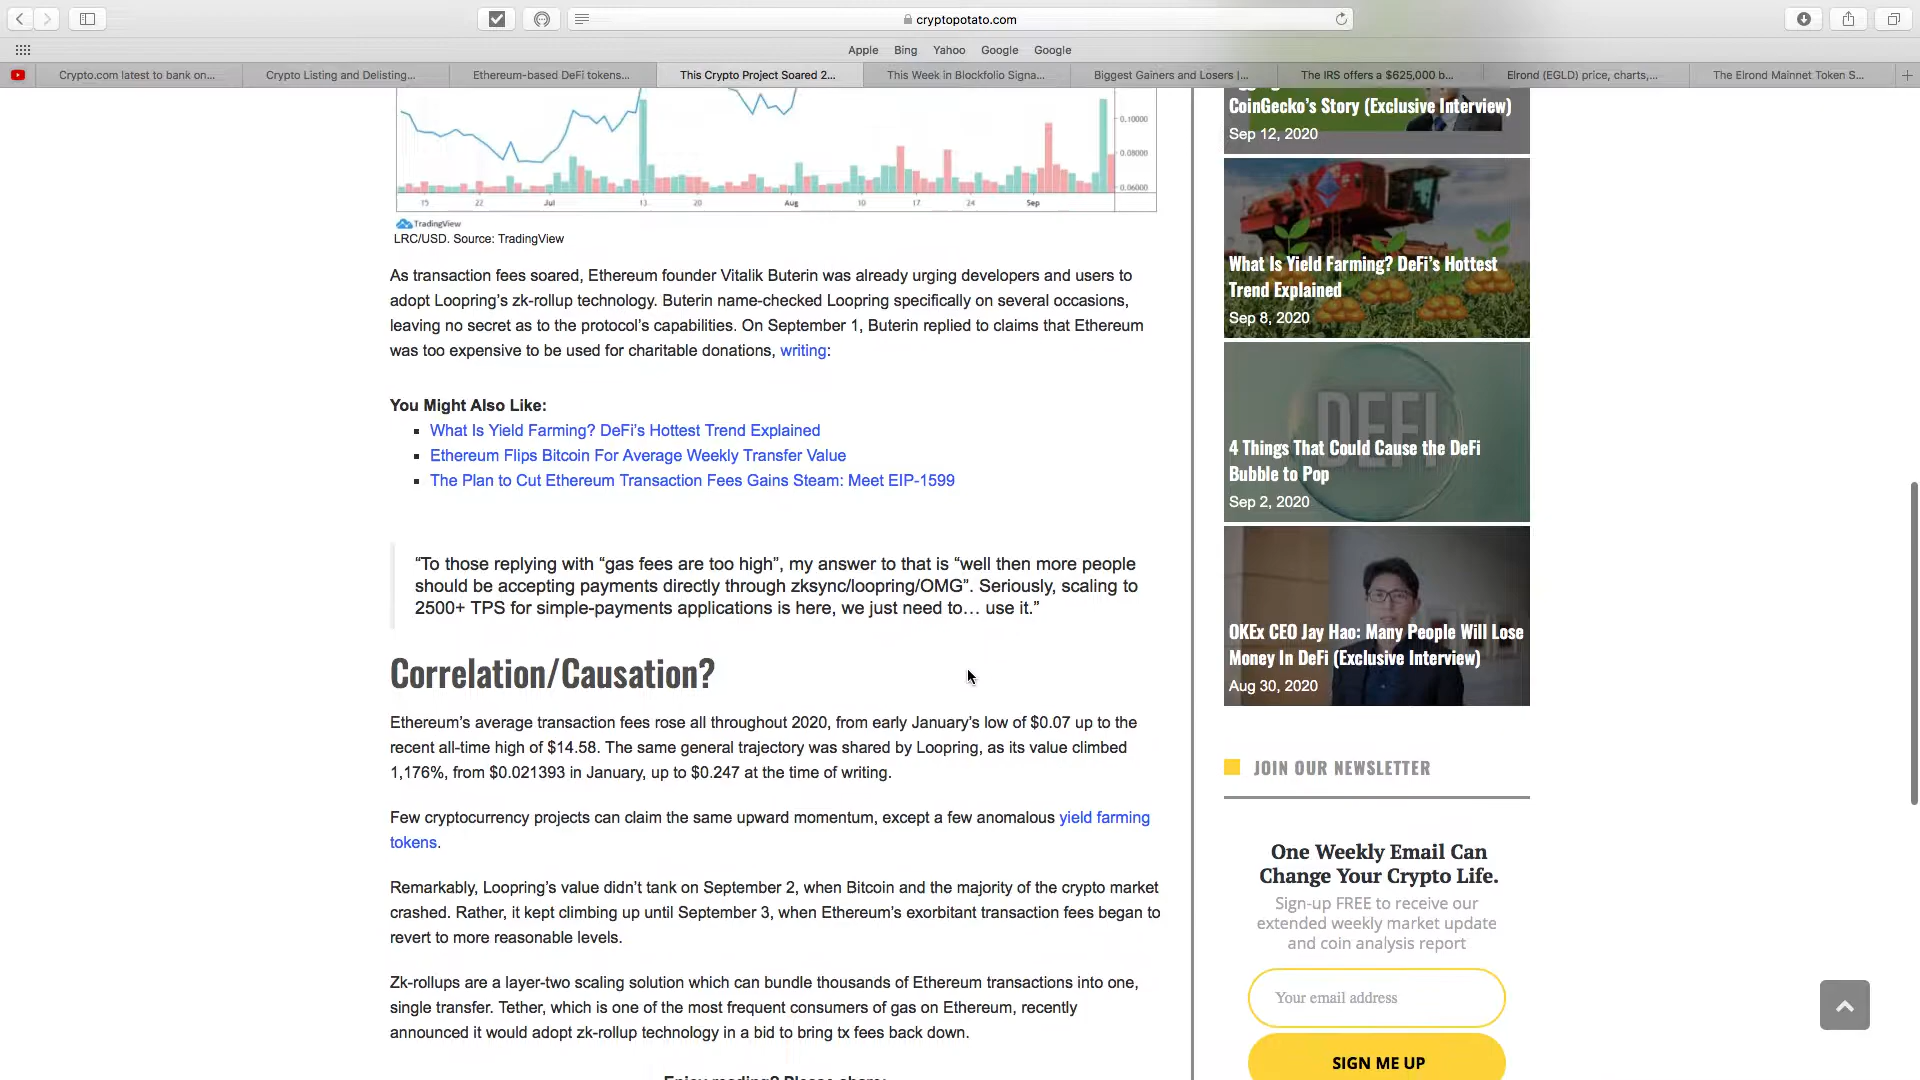 cryptopotato.com
Apple Bing Yahoo Google Google
Crypto.com latest to bank on... Crypto Listing and Delisting... Ethereum-based DeFi tokens... This Crypto Project Soared 2... This Week in Blockfolio Signa... Biggest Gainers and Losers |... The IRS offers a $625,000 b... Elrond (EGLD) price, charts,... The Elrond Mainnet Token S...
0.10000
0.08000
0.06000
15 22 Jul 13 20 Aug 10 17 24 Sep
TradingView
LRC/USD. Source: TradingView
As transaction fees soared, Ethereum founder Vitalik Buterin was already urging developers and users to
adopt Loopring’s zk-rollup technology. Buterin name-checked Loopring specifically on several occasions,
leaving no secret as to the protocol’s capabilities. On September 1, Buterin replied to claims that Ethereum
was too expensive to be used for charitable donations, writing:
You Might Also Like:
What Is Yield Farming? DeFi’s Hottest Trend Explained
Ethereum Flips Bitcoin For Average Weekly Transfer Value
The Plan to Cut Ethereum Transaction Fees Gains Steam: Meet EIP-1599
“To those replying with “gas fees are too high”, my answer to that is “well then more people
should be accepting payments directly through zksync/loopring/OMG”. Seriously, scaling to
2500+ TPS for simple-payments applications is here, we just need to… use it.”
Correlation/Causation?
Ethereum’s average transaction fees rose all throughout 2020, from early January’s low of $0.07 up to the
recent all-time high of $14.58. The same general trajectory was shared by Loopring, as its value climbed
1,176%, from $0.021393 in January, up to $0.247 at the time of writing.
Few cryptocurrency projects can claim the same upward momentum, except a few anomalous yield farming
tokens.
Remarkably, Loopring’s value didn’t tank on September 2, when Bitcoin and the majority of the crypto market
crashed. Rather, it kept climbing up until September 3, when Ethereum’s exorbitant transaction fees began to
revert to more reasonable levels.
Zk-rollups are a layer-two scaling solution which can bundle thousands of Ethereum transactions into one,
single transfer. Tether, which is one of the most frequent consumers of gas on Ethereum, recently
announced it would adopt zk-rollup technology in a bid to bring tx fees back down.
Enjoy reading? Please share:
CoinGecko’s Story (Exclusive Interview)
Sep 12, 2020
What Is Yield Farming? DeFi’s Hottest
Trend Explained
Sep 8, 2020
DEFI
4 Things That Could Cause the DeFi
Bubble to Pop
Sep 2, 2020
OKEx CEO Jay Hao: Many People Will Lose
Money In DeFi (Exclusive Interview)
Aug 30, 2020
JOIN OUR NEWSLETTER
One Weekly Email Can
Change Your Crypto Life.
Sign-up FREE to receive our
extended weekly market update
and coin analysis report
Your email address
SIGN ME UP